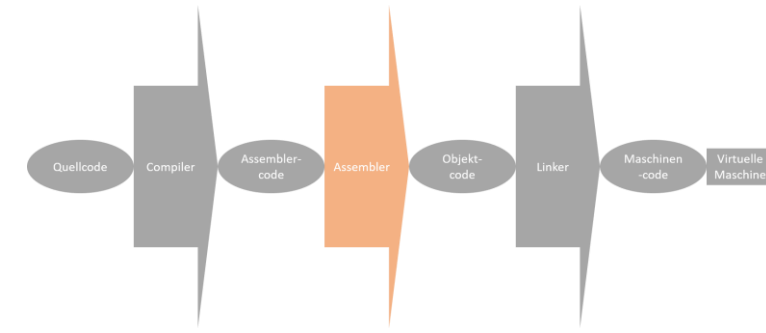 Quellcode
Compiler
Assembler-
code
Assembler
Objekt-
code
Linker
Maschinen
-code
Virtuelle
Maschine